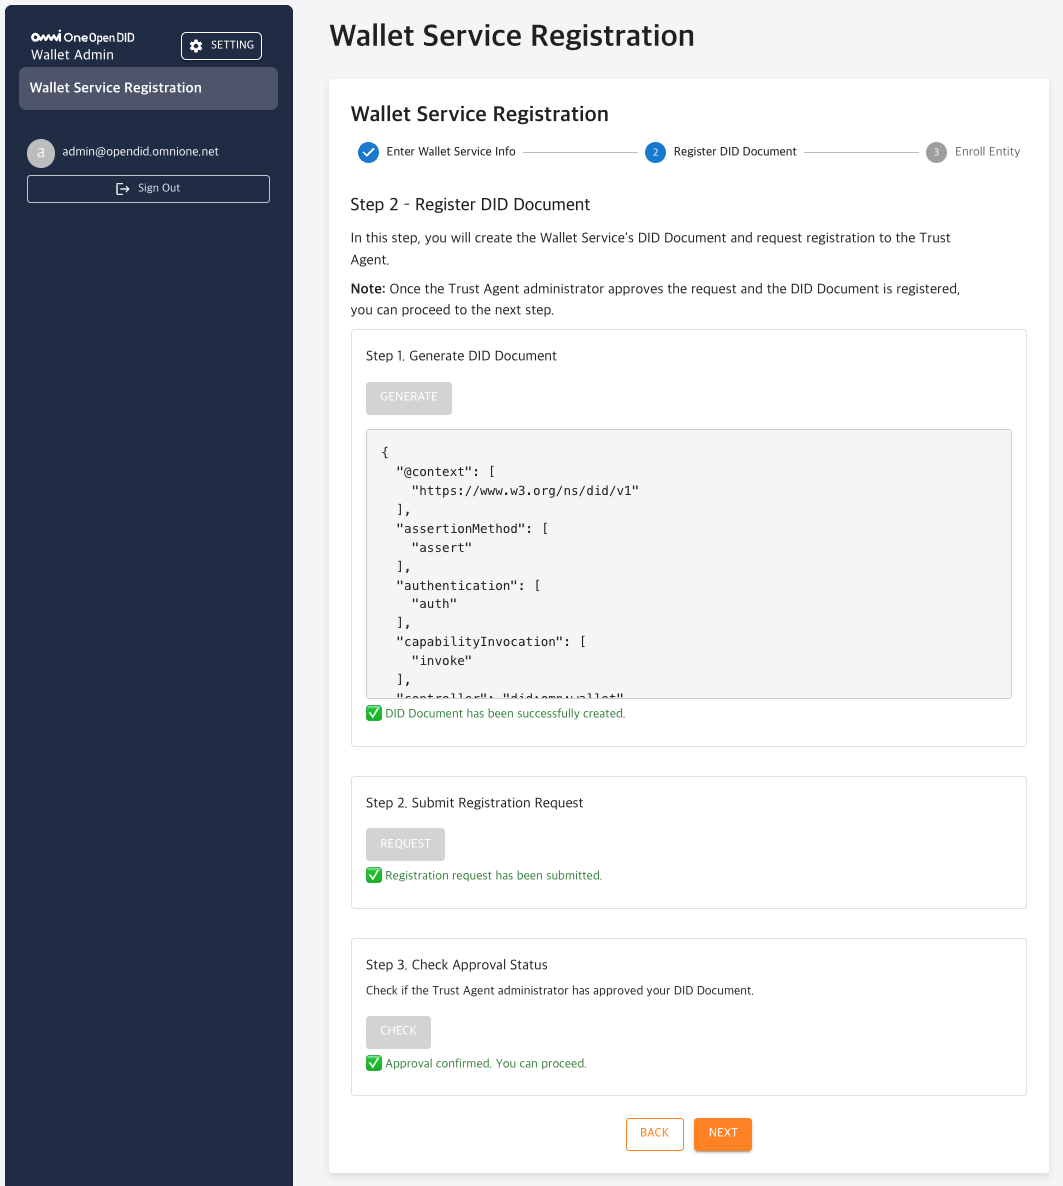 Omni OneOpenDID
Wallet Admin
SETTING
Wallet Service Registration
a
admin@opendid.omnione.net
Sign Out
Wallet Service Registration
Wallet Service Registration
Enter Wallet Service Info
2
Register DID Document
3
Enroll Entity
Step 2 - Register DID Document
In this step, you will create the Wallet Service's DID Document and request registration to the Trust
Agent.
Note: Once the Trust Agent administrator approves the request and the DID Document is registered,
you can proceed to the next step.
Step 1. Generate DID Document
GENERATE
{
"@context": [
"https://www.w3.org/ns/did/v1"
],
"assertionMethod": [
"assert"
],
"authentication": [
"auth"
],
"capabilityInvocation": [
"invoke"
],
"controller": "did:omn:wallet"
DID Document has been successfully created.
Step 2. Submit Registration Request
REQUEST
Registration request has been submitted.
Step 3. Check Approval Status
Check if the Trust Agent administrator has approved your DID Document.
CHECK
Approval confirmed. You can proceed.
BACK
NEXT